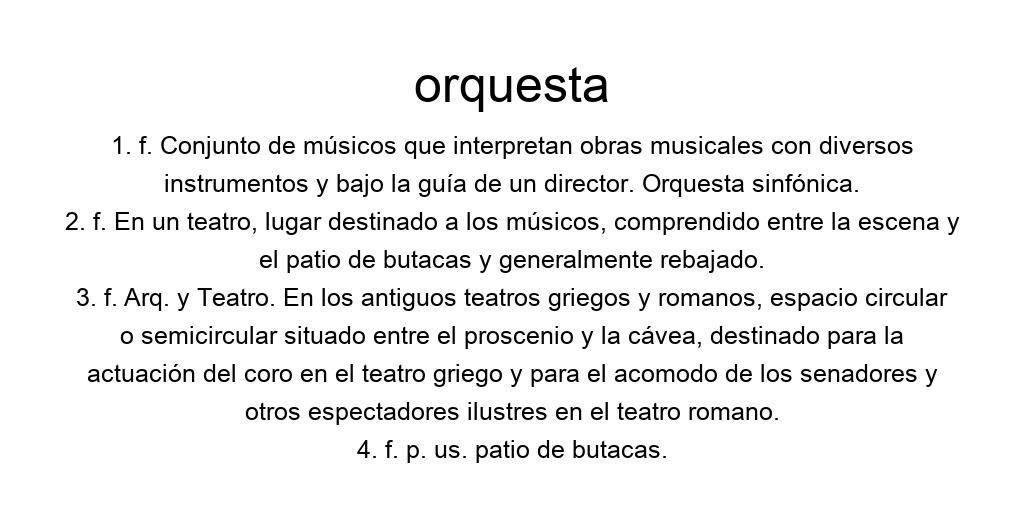 orquesta
1. f. Conjunto de músicos que interpretan obras musicales con diversos
instrumentos y bajo la guía de un director. Orquesta sinfónica.
2. f. En un teatro, lugar destinado a los músicos, comprendido entre la escena y
el patio de butacas y generalmente rebajado.
3. f. Arq. y Teatro. En los antiguos teatros griegos y romanos, espacio circular
o semicircular situado entre el proscenio y la cávea, destinado para la
actuación del coro en el teatro griego y para el acomodo de los senadores y
otros espectadores ilustres en el teatro romano.
4. f. p. us. patio de butacas.